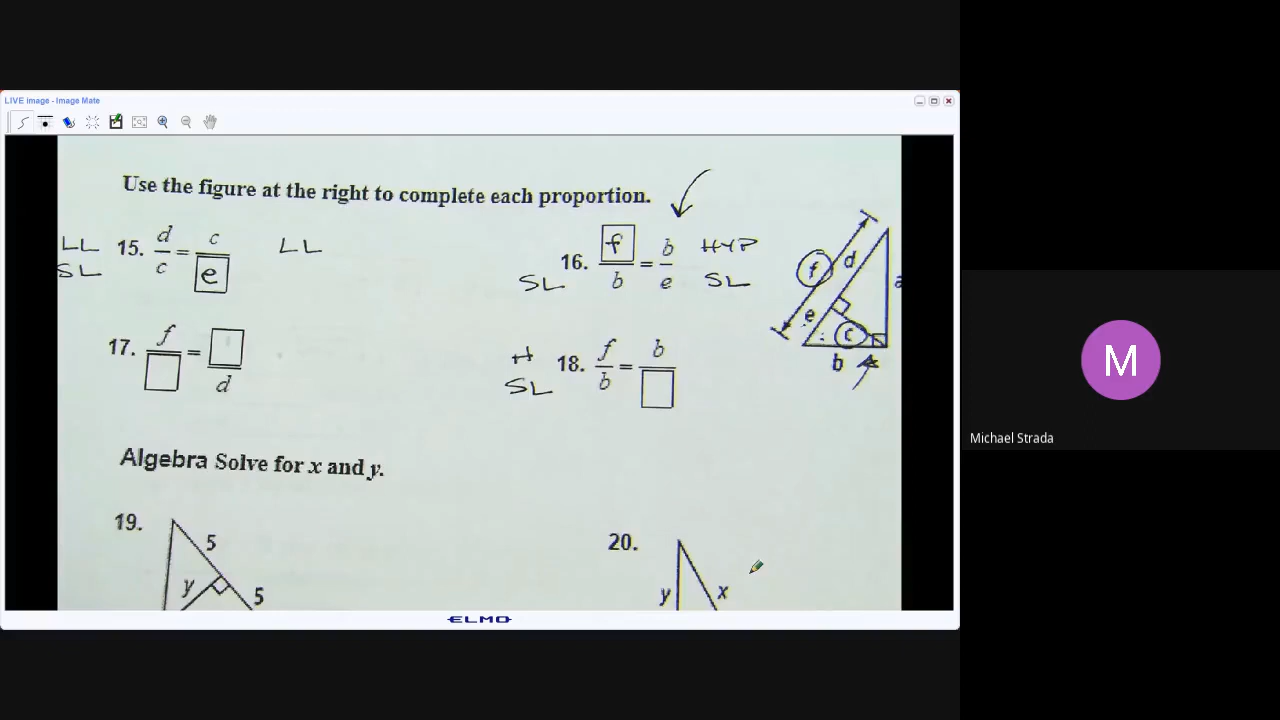 LIVE image - Image Mate
Use the figure at the right to complete each proportion.
LL 15. d/c = c/e LL
SL
16. f/b = b/e HYP
SL SL
f d a
e c
b
17. f/□ = □/d
H 18. f/b = b/□
SL
Algebra Solve for x and y.
19. 5
y 5
20.
y x
ELMO
M
Michael Strada